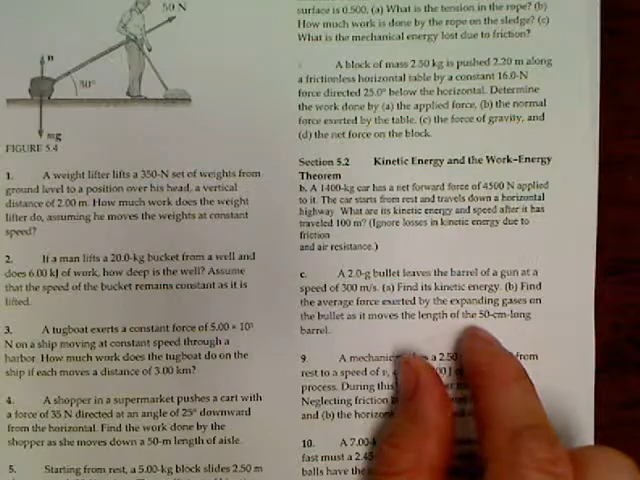 50 N
n
30°
mg
FIGURE 5.4
1. A weight lifter lifts a 350-N set of weights from
ground level to a position over his head, a vertical
distance of 2.00 m. How much work does the weight
lifter do, assuming he moves the weights at constant
speed?
2. If a man lifts a 20.0-kg bucket from a well and
does 6.00 kJ of work, how deep is the well? Assume
that the speed of the bucket remains constant as it is
lifted.
3. A tugboat exerts a constant force of 5.00 × 10³
N on a ship moving at constant speed through a
harbor. How much work does the tugboat do on the
ship if each moves a distance of 3.00 km?
4. A shopper in a supermarket pushes a cart with
a force of 35 N directed at an angle of 25° downward
from the horizontal. Find the work done by the
shopper as she moves down a 50-m length of aisle.
5. Starting from rest, a 5.00-kg block slides 2.50 m
surface is 0.500, (a) What is the tension in the rope? (b)
How much work is done by the rope on the sledge? (c)
What is the mechanical energy lost due to friction?
A block of mass 2.50 kg is pushed 2.20 m along
a frictionless horizontal table by a constant 16.0-N
force directed 25.0° below the horizontal. Determine
the work done by (a) the applied force, (b) the normal
force exerted by the table, (c) the force of gravity, and
(d) the net force on the block.
Section 5.2 Kinetic Energy and the Work–Energy
Theorem
b. A 1400-kg car has a net forward force of 4500 N applied
to it. The car starts from rest and travels down a horizontal
highway. What are its kinetic energy and speed after it has
traveled 100 m? (Ignore losses in kinetic energy due to
friction
and air resistance.)
c. A 2.0-g bullet leaves the barrel of a gun at a
speed of 300 m/s. (a) Find its kinetic energy. (b) Find
the average force exerted by the expanding gases on
the bullet as it moves the length of the 50-cm-long
barrel.
9. A mechanic a 2.50 from
rest to a speed of v,
process. During this
Neglecting friction
and (b) the horizon
10. A 7.00-
fast must a 2.45
balls have the